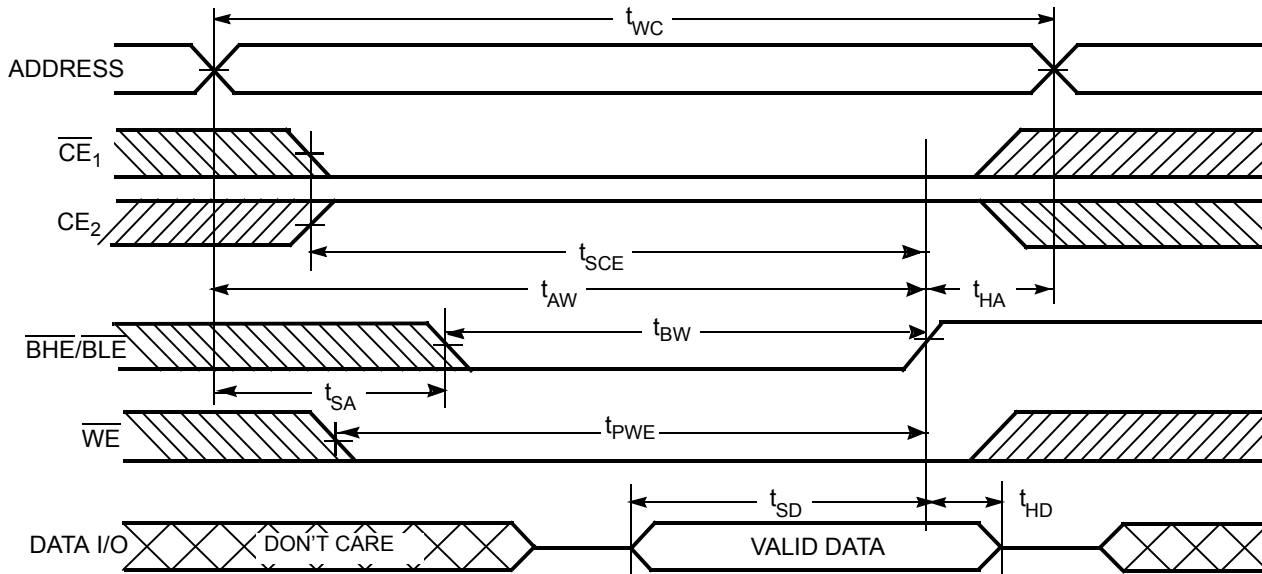 tWC
ADDRESS
CE1
CE2
tSCE
tAW
tHA
BHE/BLE
tBW
tSA
WE
tPWE
tSD
tHD
DATA I/O
DON'T CARE
VALID DATA